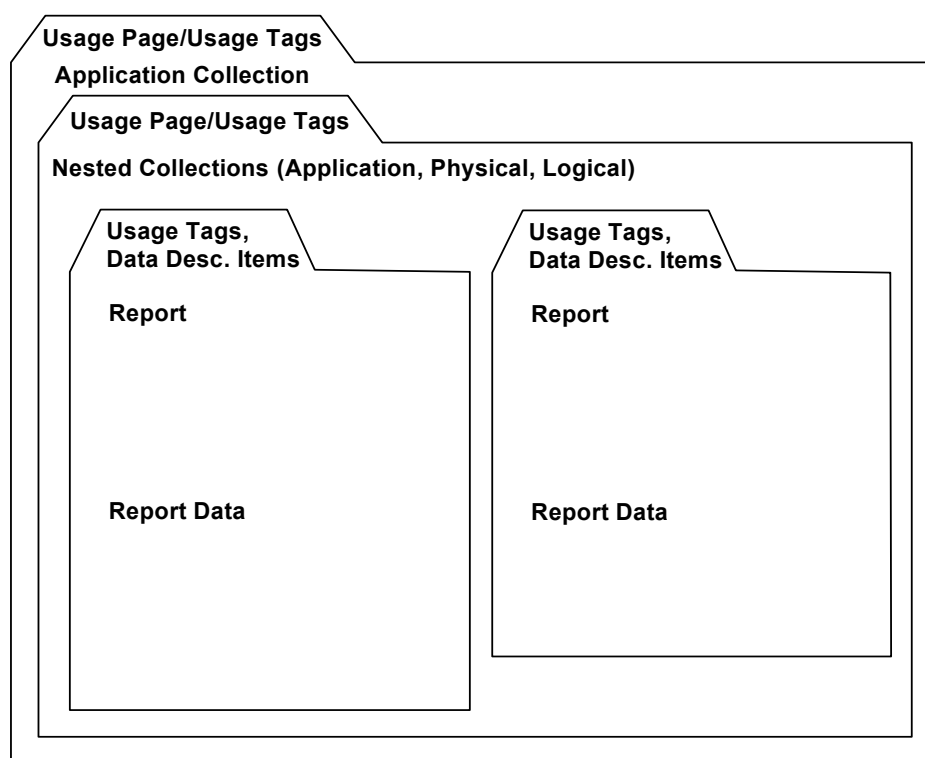 Usage Page/Usage Tags
Application Collection
Usage Page/Usage Tags
Nested Collections (Application, Physical, Logical)
Usage Tags,
Data Desc. Items
Report
Report Data
Usage Tags,
Data Desc. Items
Report
Report Data